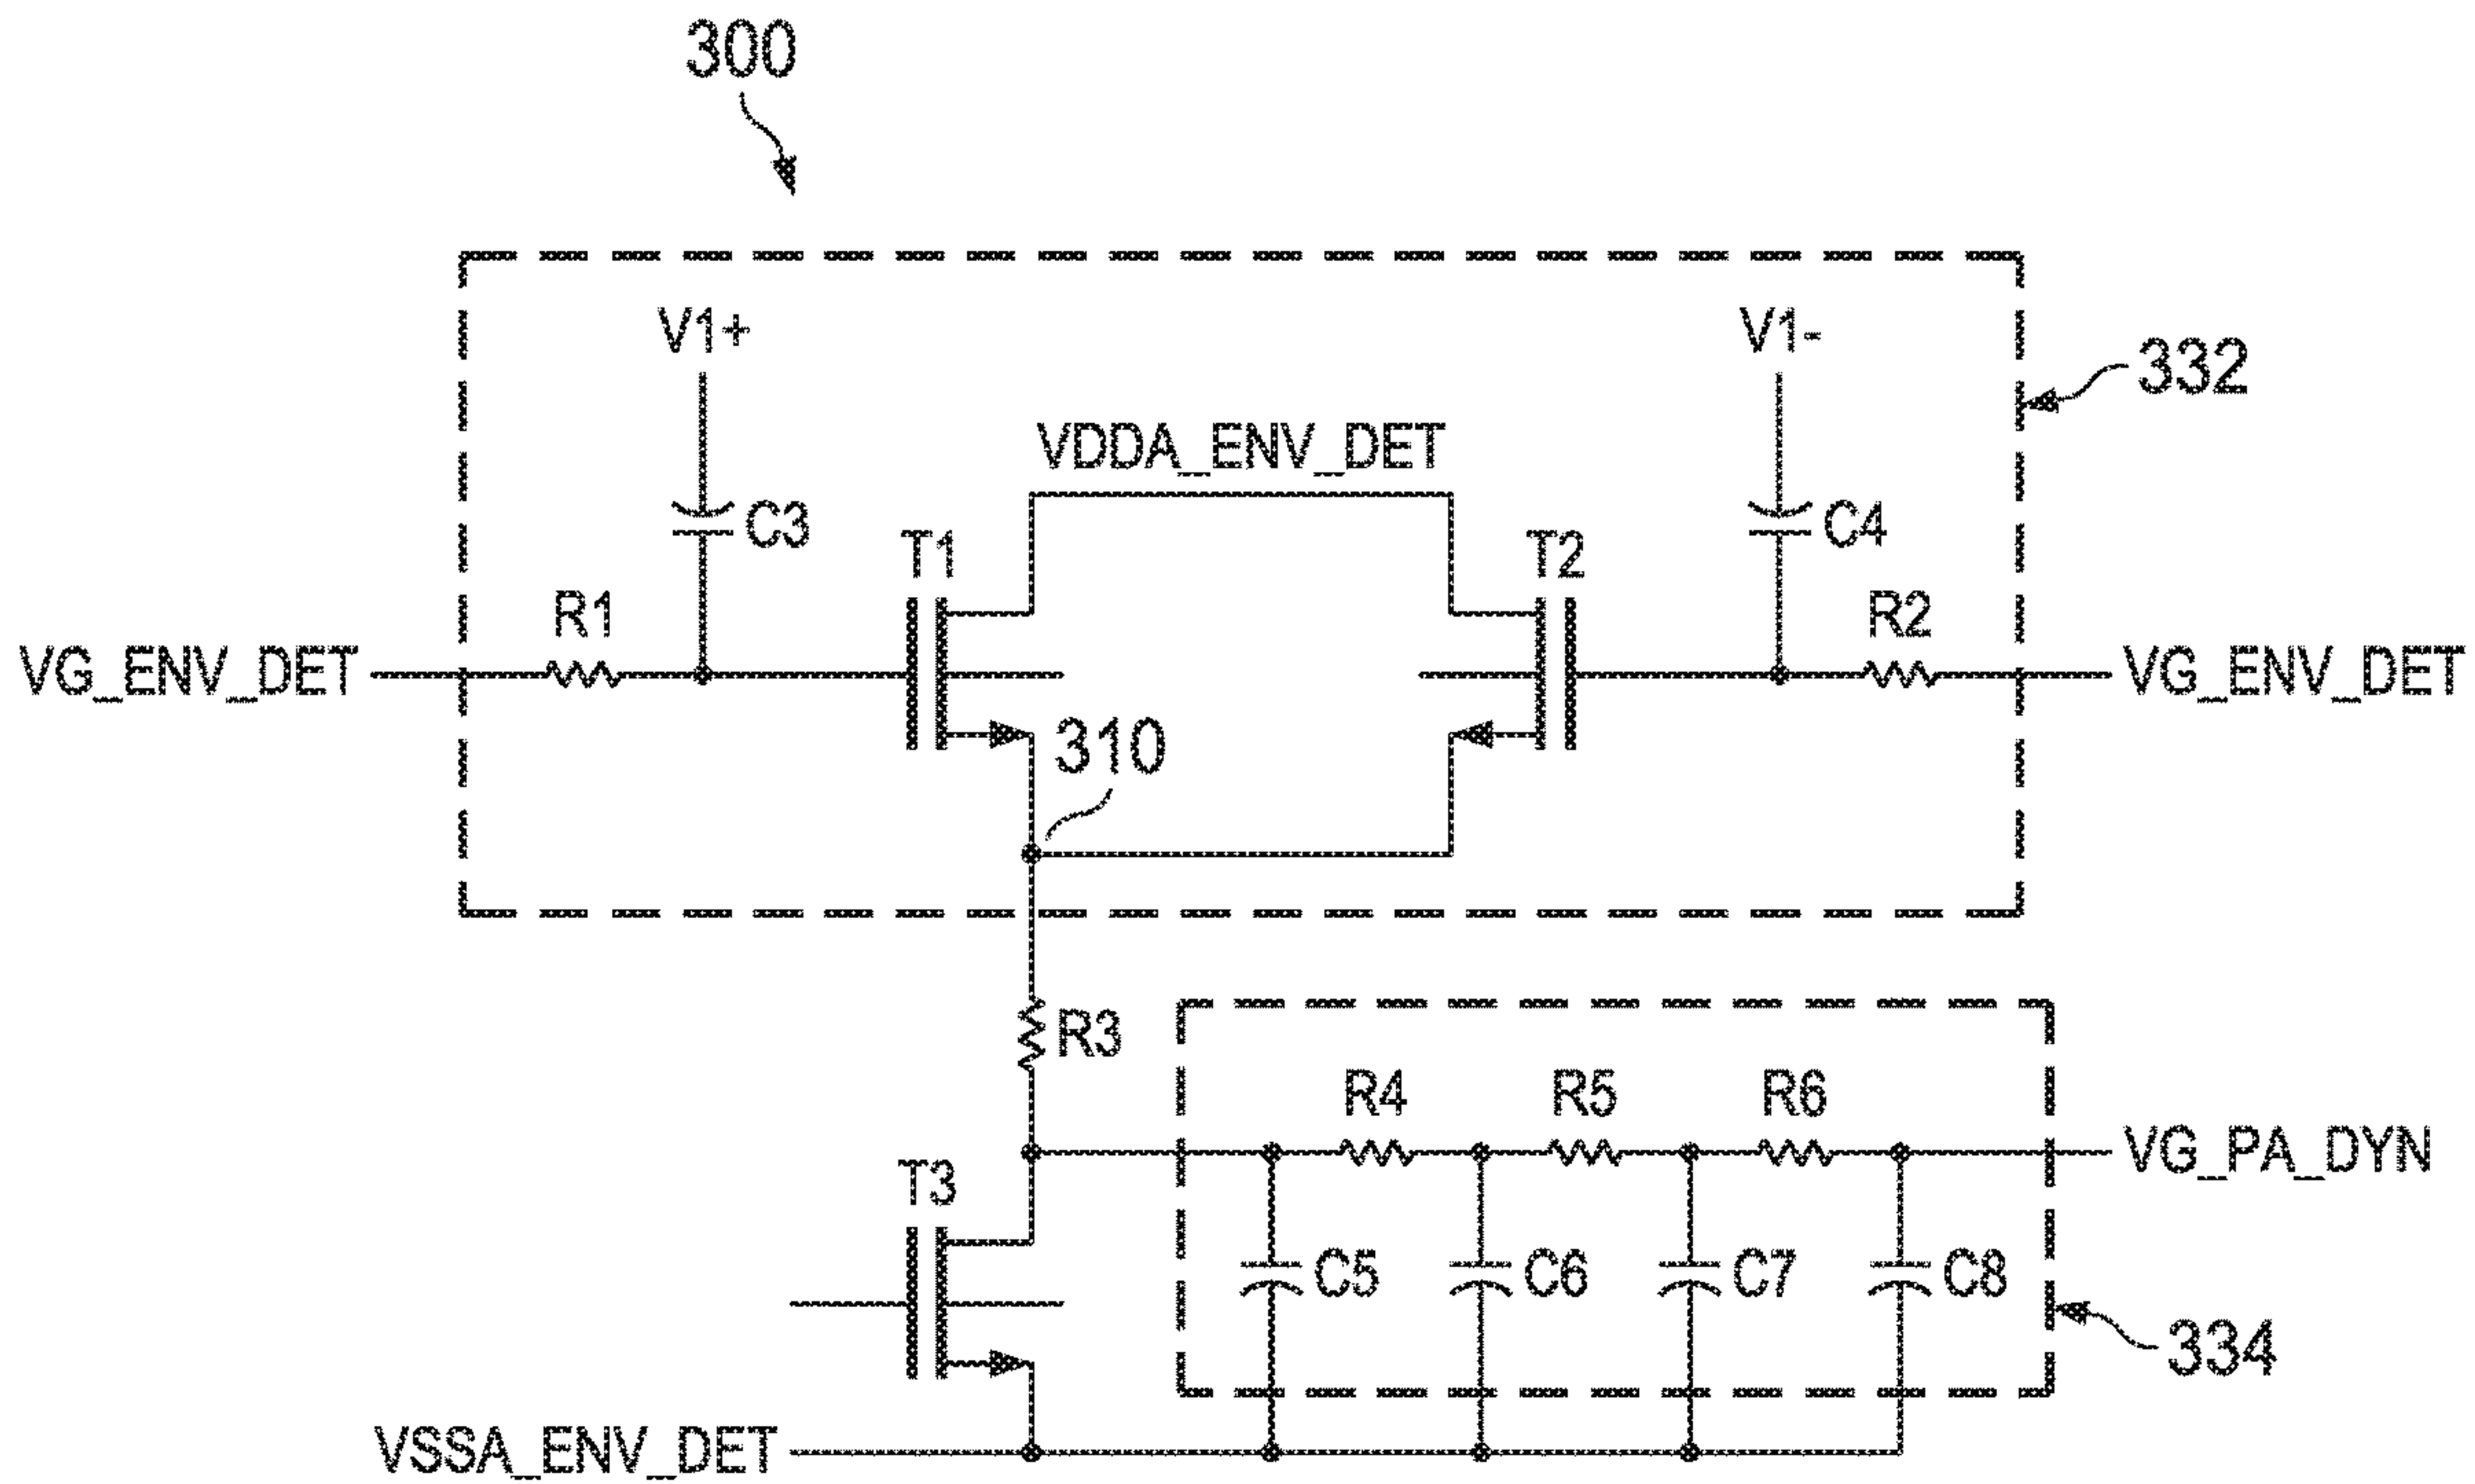 300
V1+
V1-
332
VDDA_ENV_DET
C3
C4
T1
T2
R1
R2
VG_ENV_DET
VG_ENV_DET
310
R3
R4
R5
R6
VG_PA_DYN
T3
C5
C6
C7
C8
334
VSSA_ENV_DET